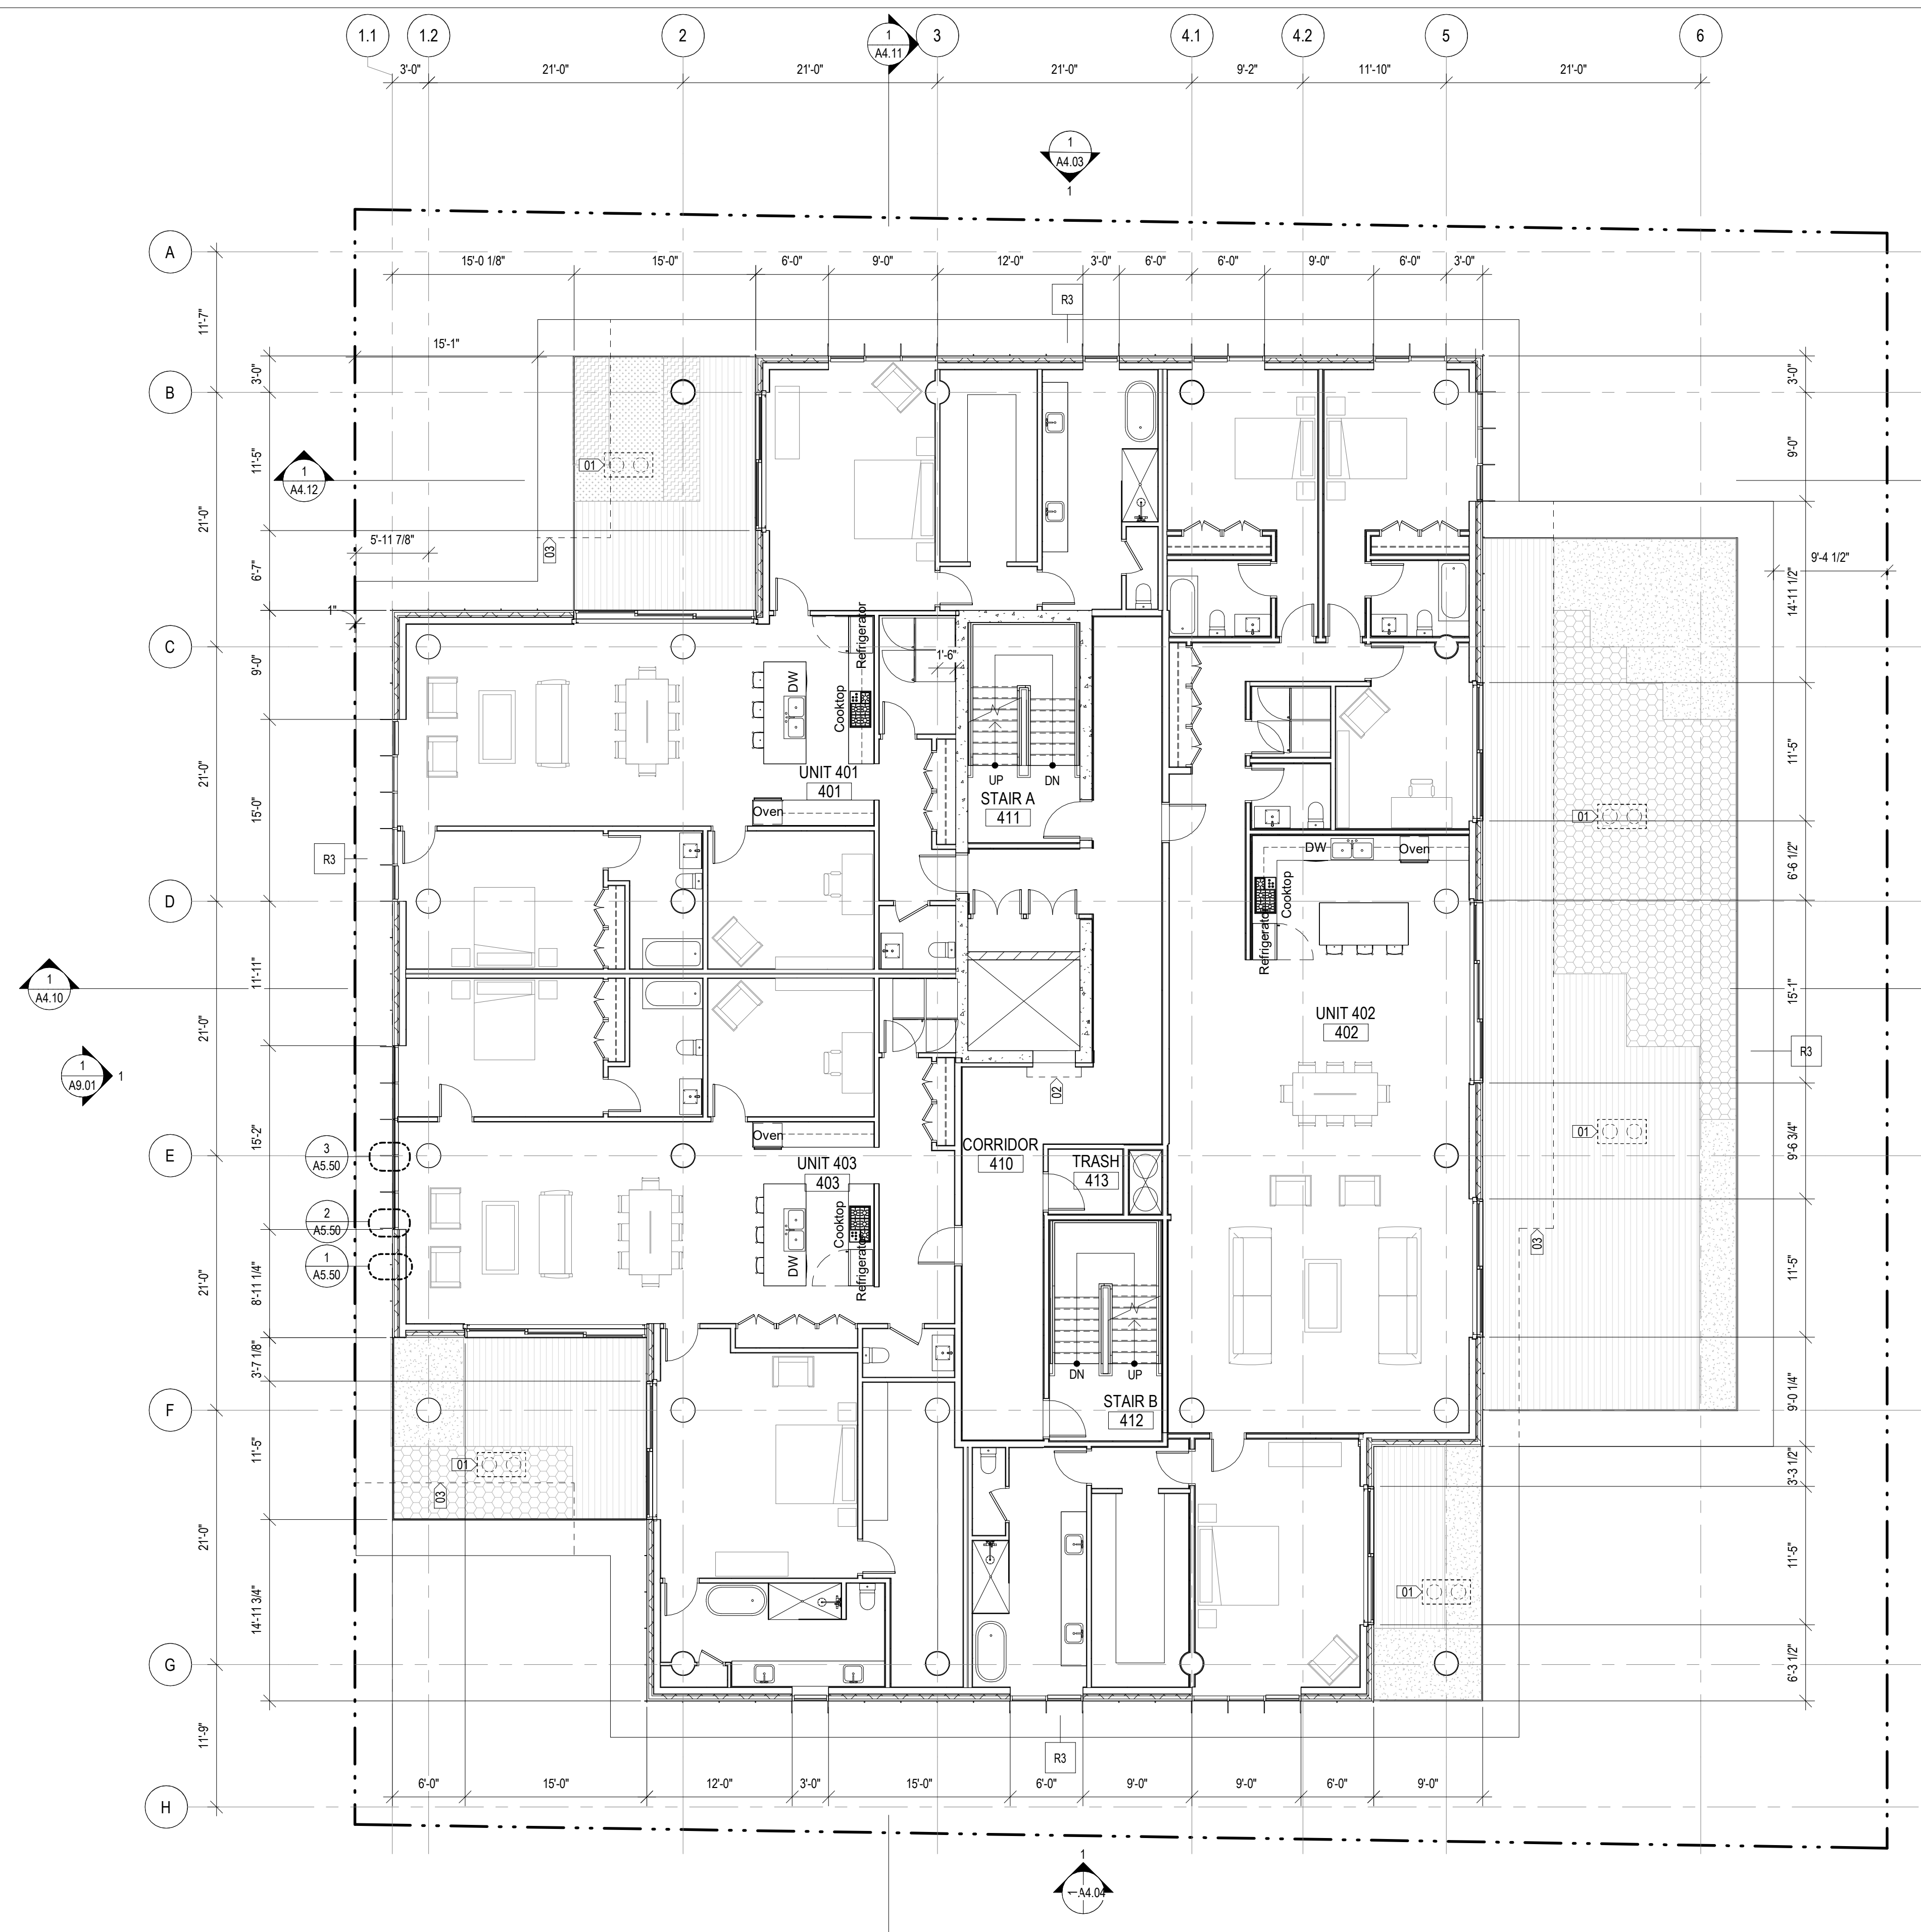 1.1
1.2
2
3
4.1
4.2
5
6
1
A4.11
3'-0"
21'-0"
21'-0"
21'-0"
9'-2"
11'-10"
21'-0"
1
A4.03
1
A
15'-0 1/8"
15'-0"
6'-0"
9'-0"
12'-0"
3'-0"
6'-0"
6'-0"
9'-0"
6'-0"
3'-0"
R3
11'-7"
15'-1"
3'-0"
3'-0"
B
11'-5"
9'-0"
01
1
A4.12
21'-0"
5'-11 7/8"
03
9'-4 1/2"
6'-7"
14'-11 1/2"
1"
Refrigerator
C
1'-6"
9'-0"
DW
Cooktop
11'-5"
21'-0"
UNIT 401
401
UP
DN
STAIR A
411
15'-0"
Oven
01
R3
DW
Oven
6'-6 1/2"
Cooktop
D
Refrigerator
11'-11"
1
A4.10
15'-1"
UNIT 402
402
21'-0"
R3
1
A9.01
1
02
15'-2"
Oven
9'-6 3/4"
01
E
3
A5.50
CORRIDOR
410
TRASH
413
UNIT 403
403
2
A5.50
Cooktop
03
1
A5.50
DW
Refrigerator
11'-5"
21'-0"
8'-11 1/4"
3'-7 1/8"
DN
UP
STAIR B
412
9'-0 1/4"
F
11'-5"
01
03
3'-3 1/2"
21'-0"
11'-5"
01
14'-11 3/4"
G
6'-3 1/2"
11'-9"
R3
6'-0"
15'-0"
12'-0"
3'-0"
15'-0"
6'-0"
9'-0"
9'-0"
6'-0"
9'-0"
H
1
1
A4.04